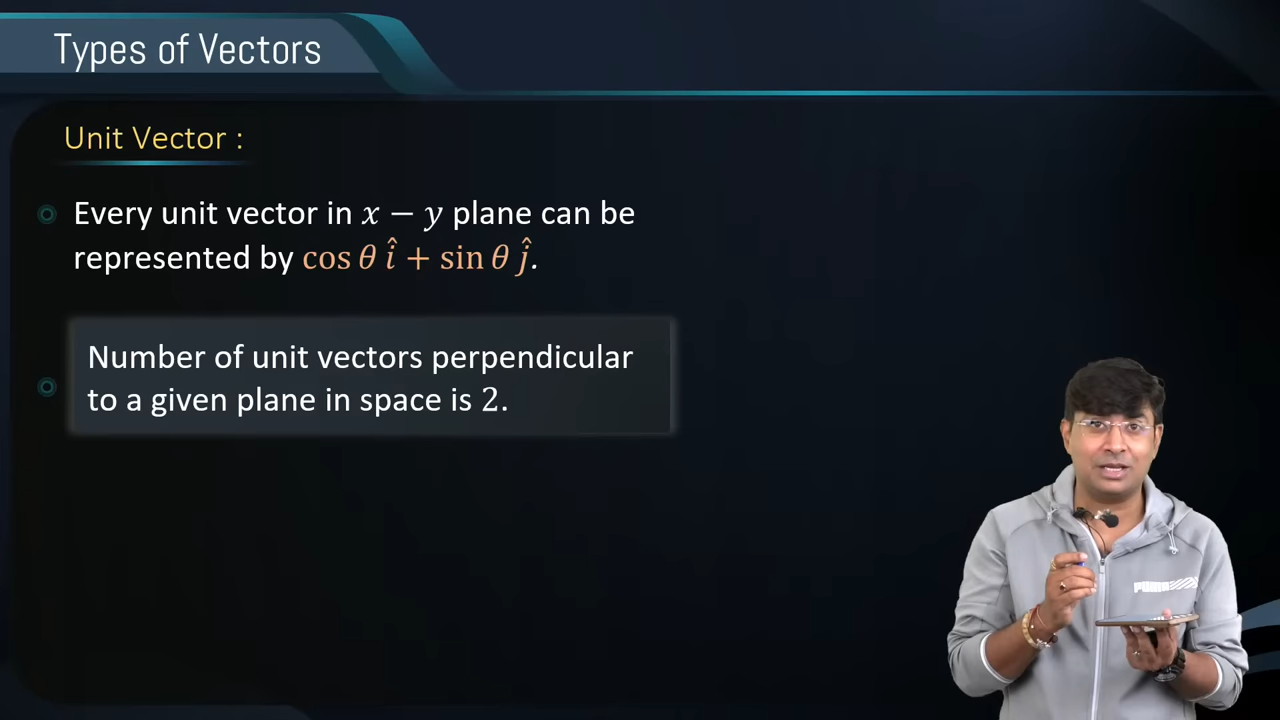 Types of Vectors
Unit Vector :
Every unit vector in x − y plane can be
represented by cos θ î + sin θ ĵ.
Number of unit vectors perpendicular
to a given plane in space is 2.
PUMA